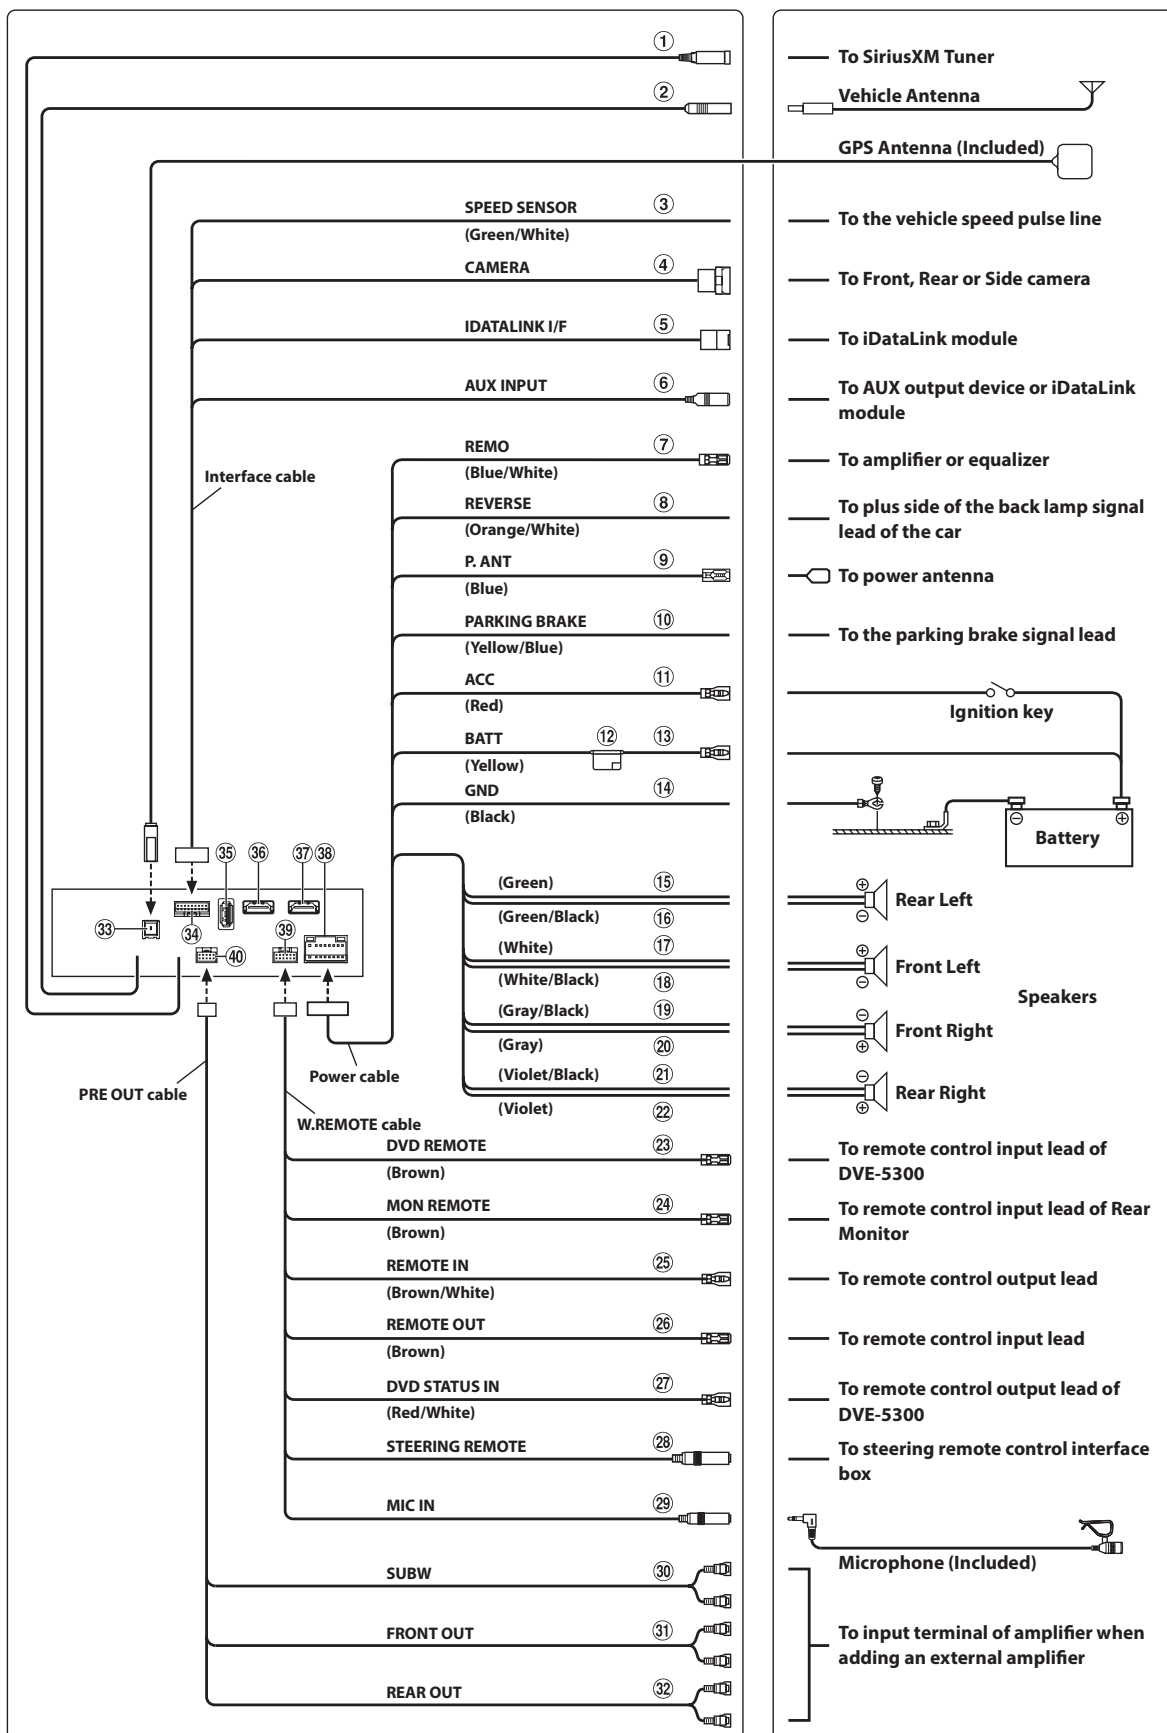 ①
To SiriusXM Tuner
②
Vehicle Antenna
GPS Antenna (Included)
SPEED SENSOR ③
(Green/White)
To the vehicle speed pulse line
CAMERA ④
To Front, Rear or Side camera
IDATALINK I/F ⑤
To iDataLink module
AUX INPUT ⑥
To AUX output device or iDataLink
module
Interface cable
REMO ⑦
(Blue/White)
To amplifier or equalizer
REVERSE ⑧
(Orange/White)
To plus side of the back lamp signal
lead of the car
P. ANT ⑨
(Blue)
To power antenna
PARKING BRAKE ⑩
(Yellow/Blue)
To the parking brake signal lead
ACC ⑪
(Red)
Ignition key
BATT ⑫ ⑬
(Yellow)
GND ⑭
(Black)
⊖ ⊕
Battery
㉟ ㊱ ㊲ ㊳
㉝ ㉞ ㊴
㊵
(Green) ⑮
(Green/Black) ⑯
⊕
Rear Left
⊖
(White) ⑰
(White/Black) ⑱
⊕
Front Left
⊖
Speakers
(Gray/Black) ⑲
(Gray) ⑳
⊖
Front Right
⊕
(Violet/Black) ㉑
(Violet) ㉒
⊖
Rear Right
⊕
PRE OUT cable
Power cable
W.REMOTE cable
DVD REMOTE ㉓
(Brown)
To remote control input lead of
DVE-5300
MON REMOTE ㉔
(Brown)
To remote control input lead of Rear
Monitor
REMOTE IN ㉕
(Brown/White)
To remote control output lead
REMOTE OUT ㉖
(Brown)
To remote control input lead
DVD STATUS IN ㉗
(Red/White)
To remote control output lead of
DVE-5300
STEERING REMOTE ㉘
To steering remote control interface
box
MIC IN ㉙
Microphone (Included)
SUBW ㉚
FRONT OUT ㉛
To input terminal of amplifier when
adding an external amplifier
REAR OUT ㉜